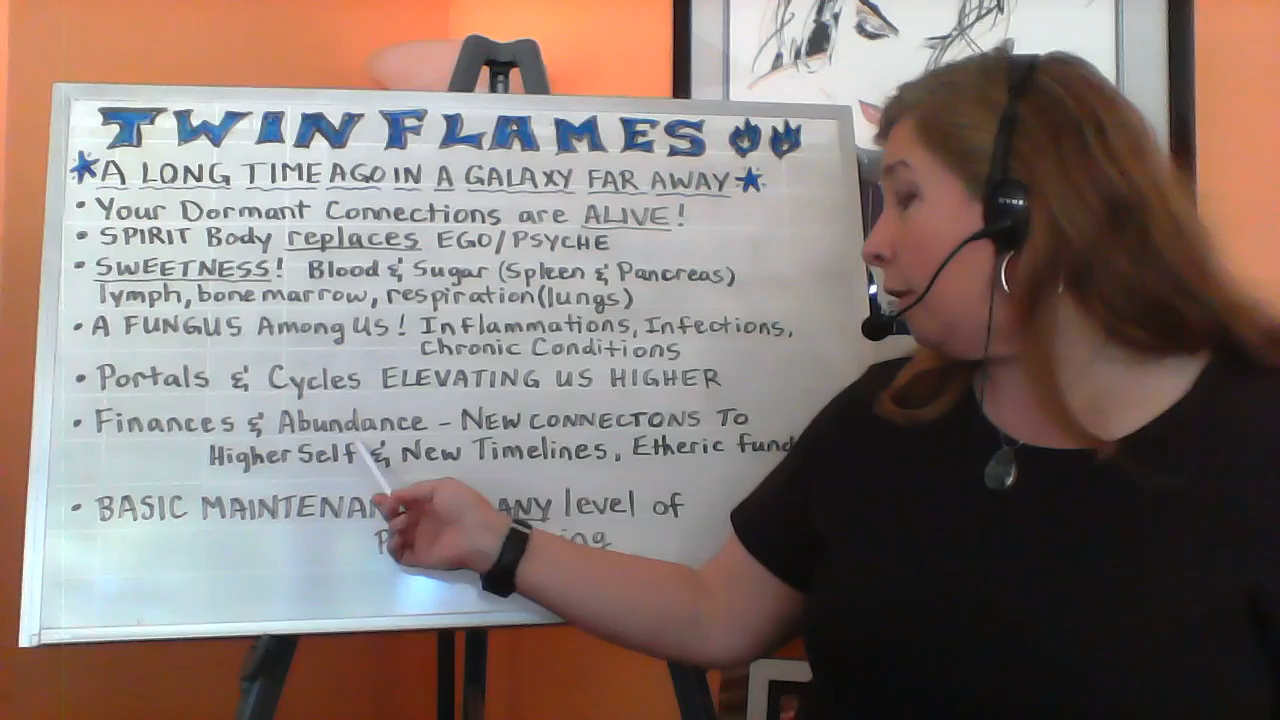 TWIN FLAMES
A LONG TIME AGO IN A GALAXY FAR AWAY
• Your Dormant Connections are ALIVE!
• SPIRIT Body replaces EGO/PSYCHE
• SWEETNESS! Blood & Sugar (Spleen & Pancreas)
lymph, bone marrow, respiration (lungs)
• A FUNGUS Among Us! Inflammations, Infections,
Chronic Conditions
• Portals & Cycles ELEVATING US HIGHER
• Finances & Abundance - NEW CONNECTONS TO
Higher Self & New Timelines, Etheric fund
• BASIC ANY level of